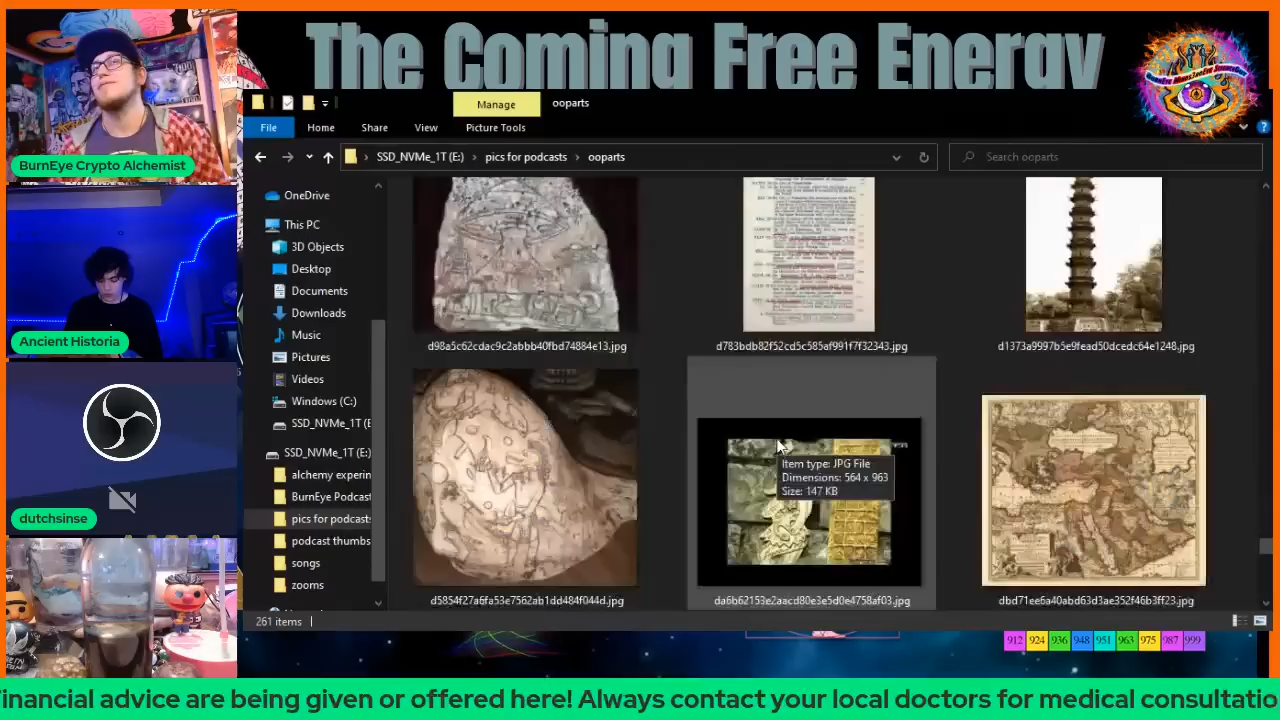 The Coming Free Energy
BurnEye Crypto Alchemist
Ancient Historia
dutchsinse
Manage
ooparts
File
Home
Share
View
Picture Tools
SSD_NVMe_1T (E:)
pics for podcasts
ooparts
Search ooparts
OneDrive
This PC
3D Objects
Desktop
Documents
Downloads
Music
Pictures
Videos
Windows (C:)
SSD_NVMe_1T (E
SSD_NVMe_1T (E:)
alchemy experin
BurnEye Podcast
pics for podcast
podcast thumbs
songs
zooms
d98a5c62cdac9c2abbb40fbd74884e13.jpg
d783bdb82f52cd5c585af991f7f32343.jpg
d1373a9997b5e9fead50dcedc64e1248.jpg
Item type: JPG File
Dimensions: 564 x 963
Size: 147 KB
d5854f27a6fa53e7562ab1dd484f044d.jpg
da6b62153e2aacd80e3e5d0e4758af03.jpg
dbd71ee6a40abd63d3ae352f46b3ff23.jpg
261 items
912 924 936 948 951 963 975 987 999
inancial advice are being given or offered here! Always contact your local doctors for medical consultatio